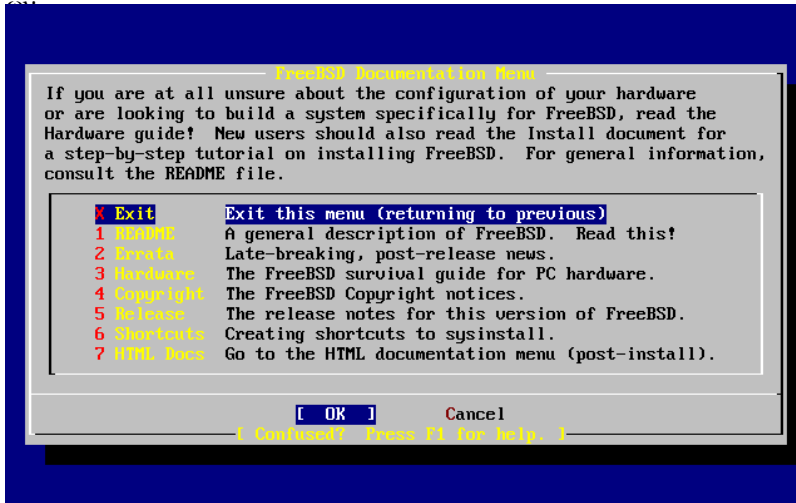 FreeBSD Documentation Menu
If you are at all unsure about the configuration of your hardware
or are looking to build a system specifically for FreeBSD, read the
Hardware guide!  New users should also read the Install document for
a step-by-step tutorial on installing FreeBSD.  For general information,
consult the README file.
X Exit Exit this menu (returning to previous)
1 README A general description of FreeBSD.  Read this!
2 Errata Late-breaking, post-release news.
3 Hardware The FreeBSD survival guide for PC hardware.
4 Copyright The FreeBSD Copyright notices.
5 Release The release notes for this version of FreeBSD.
6 Shortcuts Creating shortcuts to sysinstall.
7 HTML Docs Go to the HTML documentation menu (post-install).
[ OK ] Cancel
[ Confused?  Press F1 for help. ]